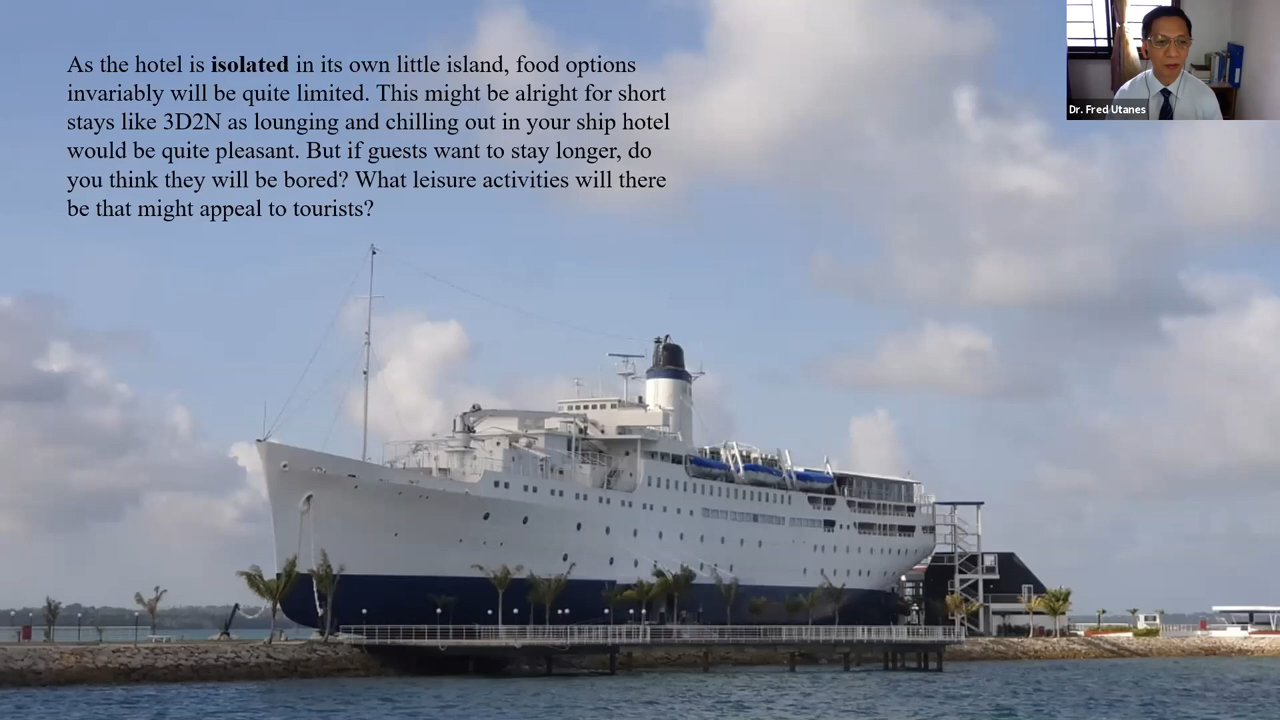 As the hotel is isolated in its own little island, food options
invariably will be quite limited. This might be alright for short
stays like 3D2N as lounging and chilling out in your ship hotel
would be quite pleasant. But if guests want to stay longer, do
you think they will be bored? What leisure activities will there
be that might appeal to tourists?
Dr. Fred Utanes